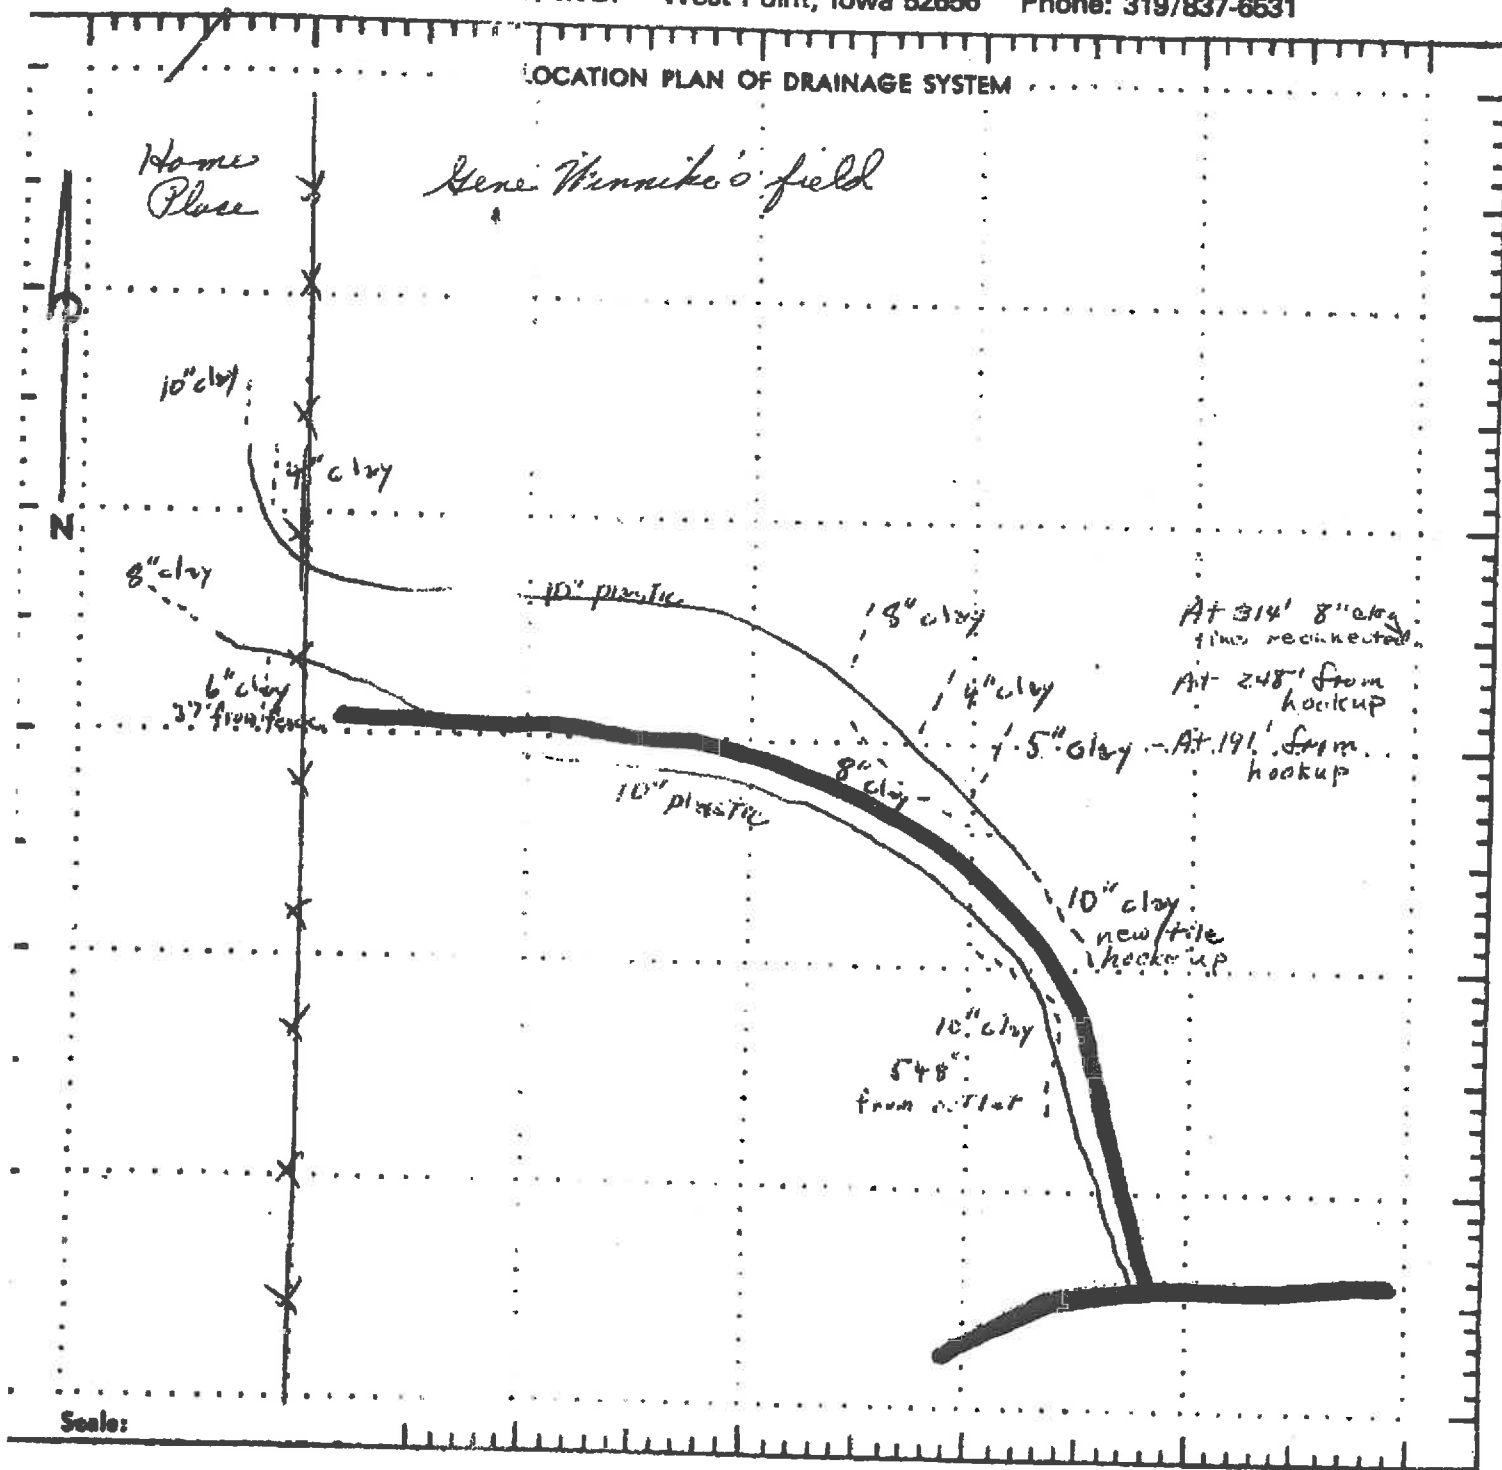 West Point, Iowa 52656 Phone: 319/837-6631
LOCATION PLAN OF DRAINAGE SYSTEM
Home
Place
Gene Winnike's field
N
10" clay
4" clay
8" clay
10" plastic
8" clay
At 314' 8" clay
tinus reconnected
4" clay
At 248' from
hookup
6" clay
37' from fence
5" clay - At 191' from
hookup
8"
clay
10" plastic
10" clay
new tile
hooke up
10" clay
548'
from outlet
Scale: